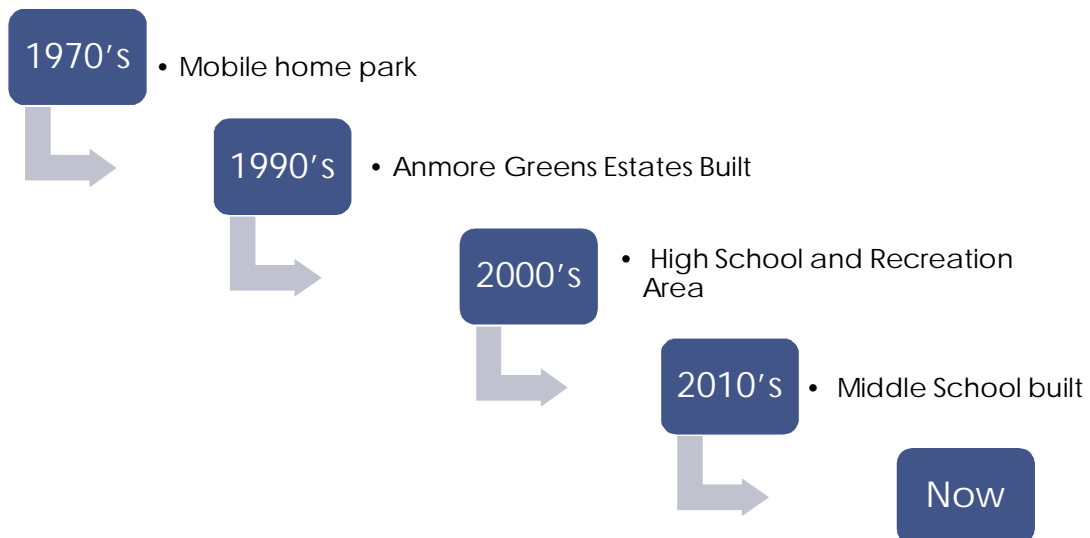 1970's
• Mobile home park
1990's
• Anmore Greens Estates Built
2000's
• High School and Recreation
Area
2010's
• Middle School built
Now